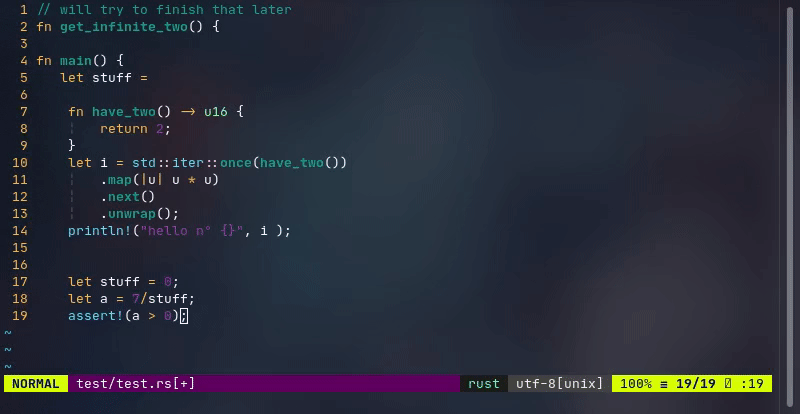 1 // will try to finish that later
2 fn get_infinite_two() {
3
4 fn main() {
5    let stuff =
6
7     fn have_two() -> u16 {
8         return 2;
9     }
10     let i = std::iter::once(have_two())
11         .map(|u| u * u)
12         .next()
13         .unwrap();
14     println!("hello n° {}", i );
15
16
17     let stuff = 0;
18     let a = 7/stuff;
19     assert!(a > 0);
~
~
~
NORMAL test/test.rs[+] rust utf-8[unix] 100% ≡ 19/19 :19